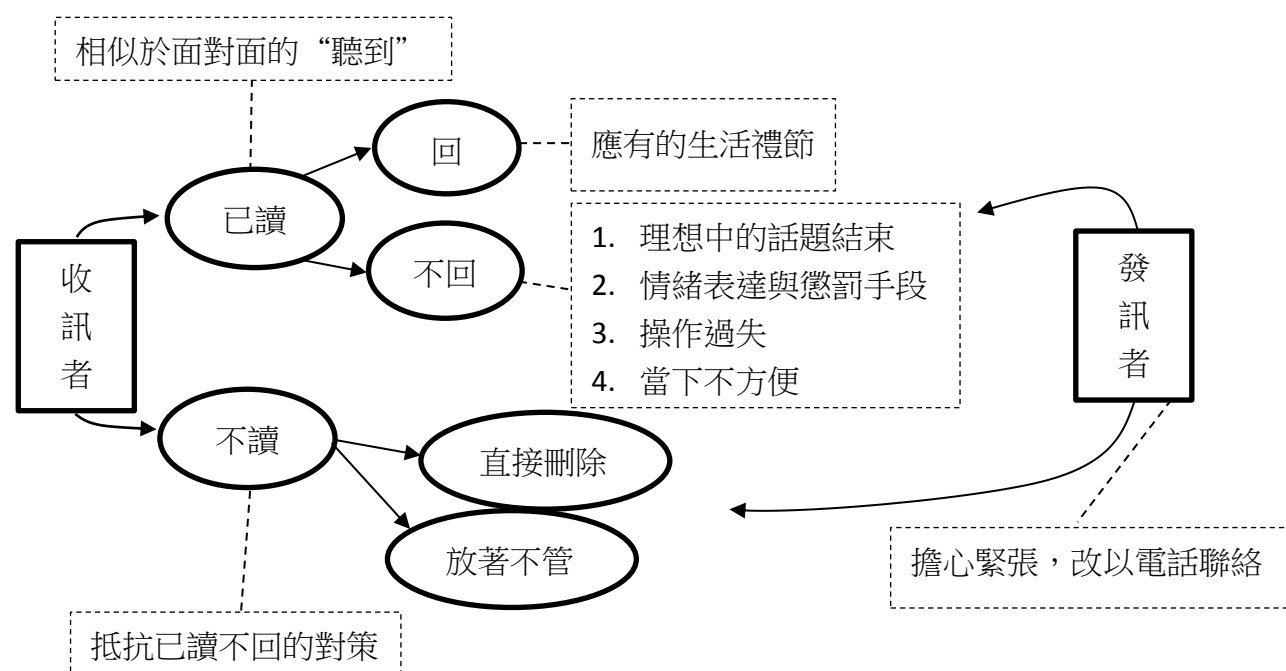 相似於面對面的“聽到”
回
應有的生活禮節
已讀
1. 理想中的話題結束
2. 情緒表達與懲罰手段
3. 操作過失
4. 當下不方便
不回
收訊者
發訊者
不讀
直接刪除
放著不管
擔心緊張，改以電話聯絡
抵抗已讀不回的對策